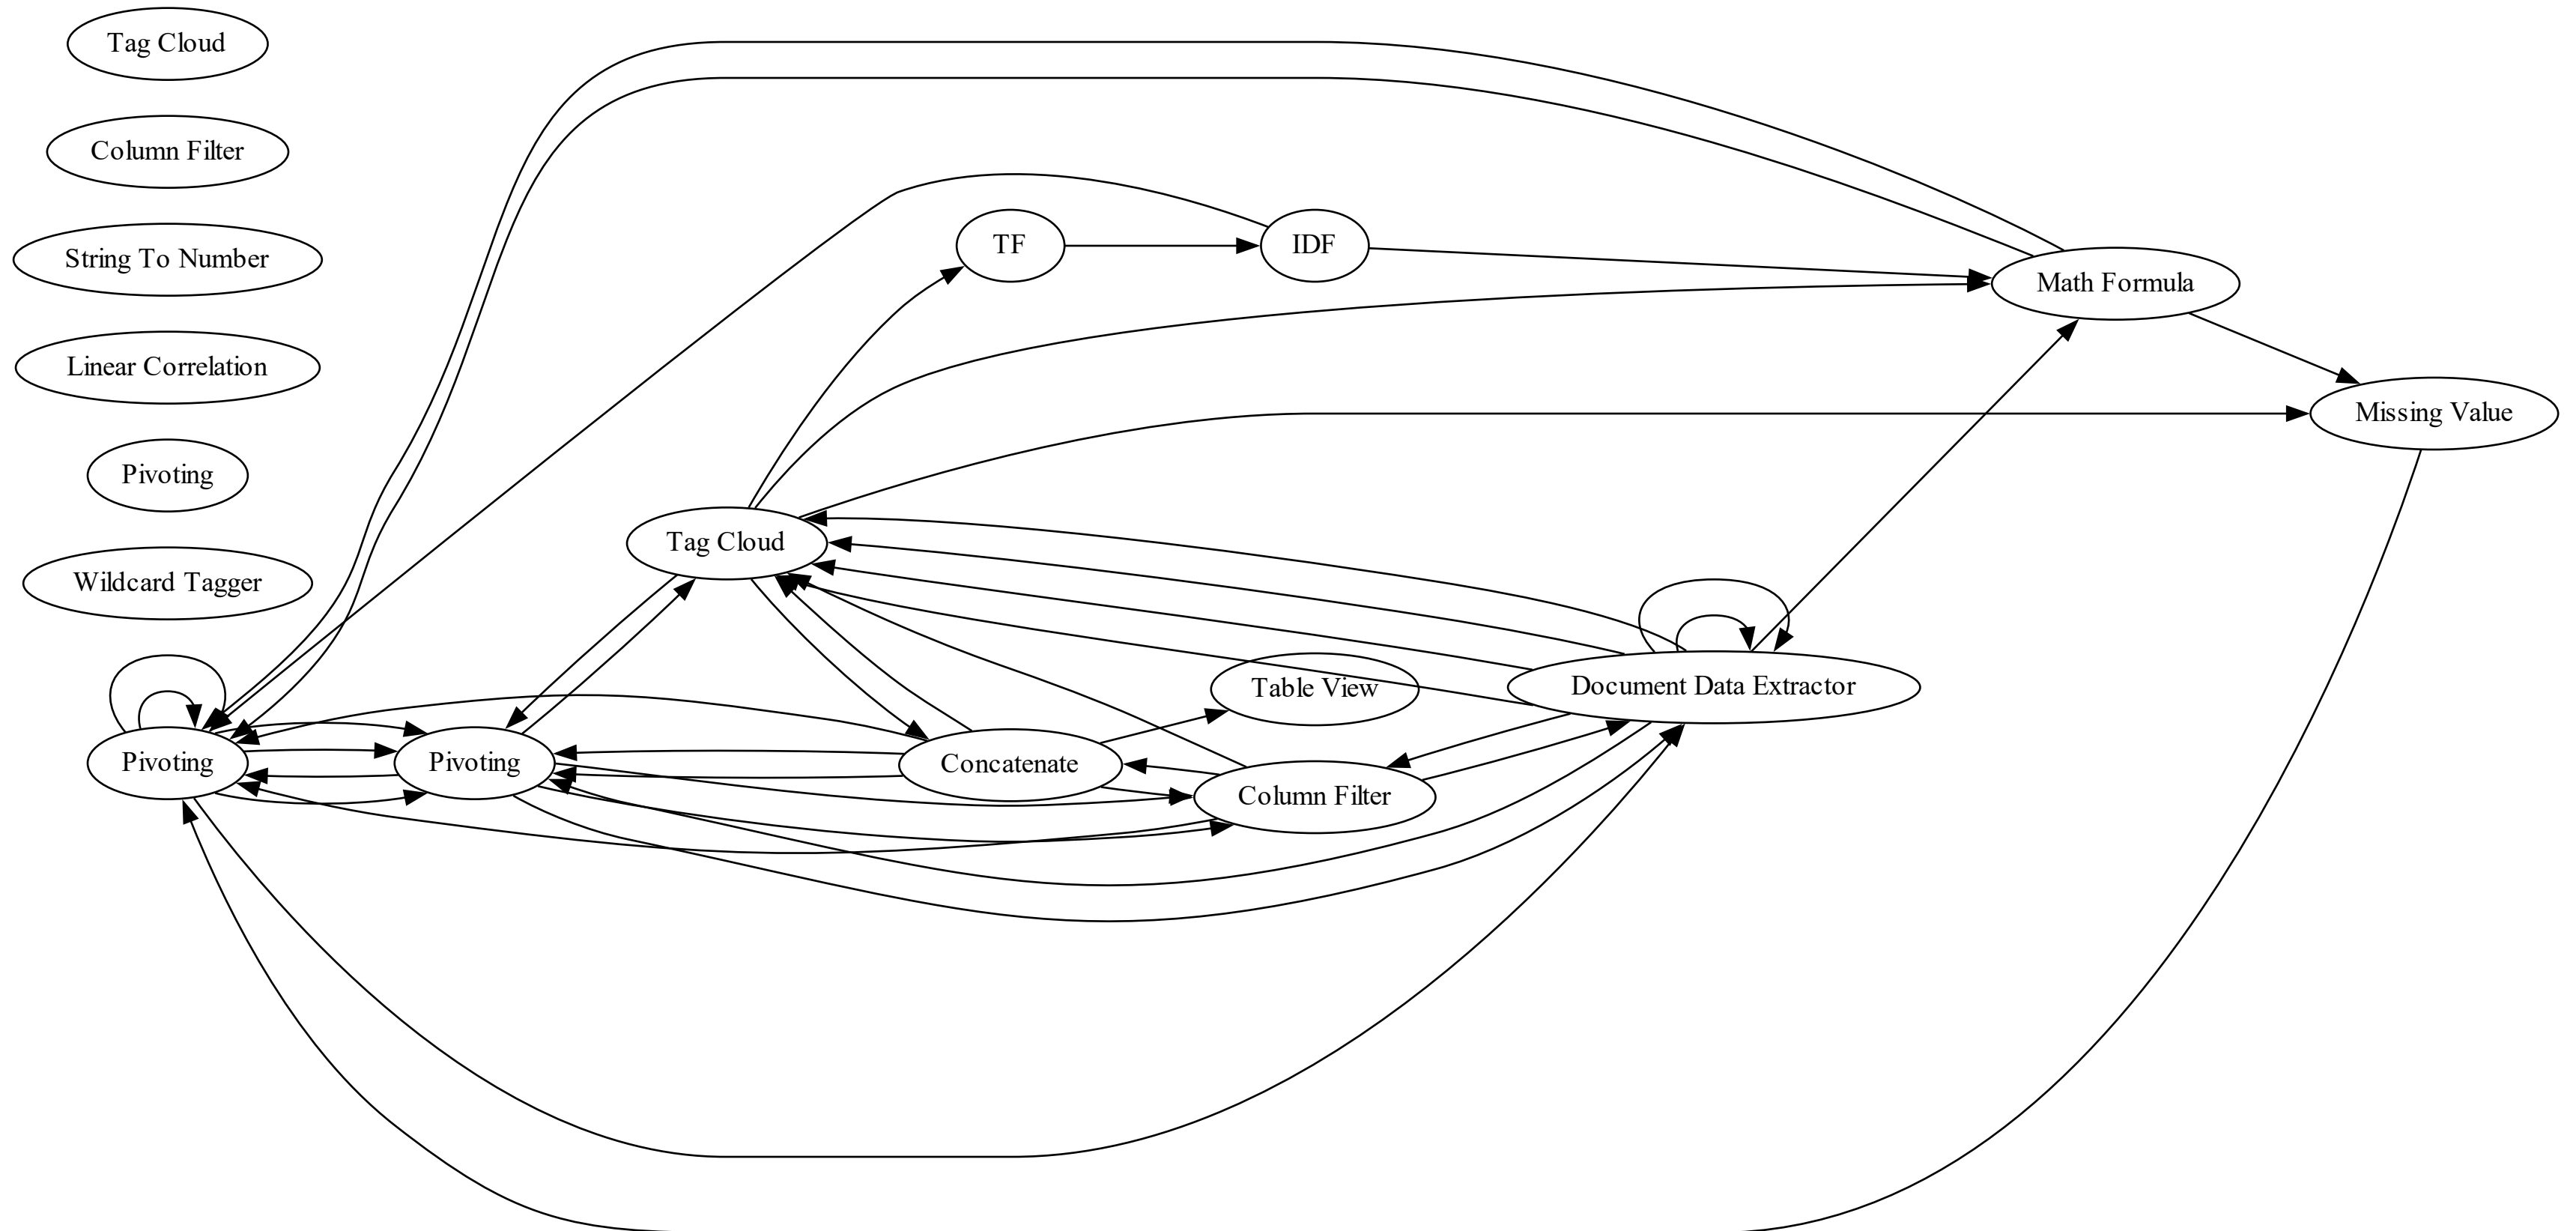 Tag Cloud
Column Filter
String To Number
Linear Correlation
Pivoting
Wildcard Tagger
TF
IDF
Math Formula
Missing Value
Tag Cloud
Table View
Document Data Extractor
Pivoting
Pivoting
Concatenate
Column Filter